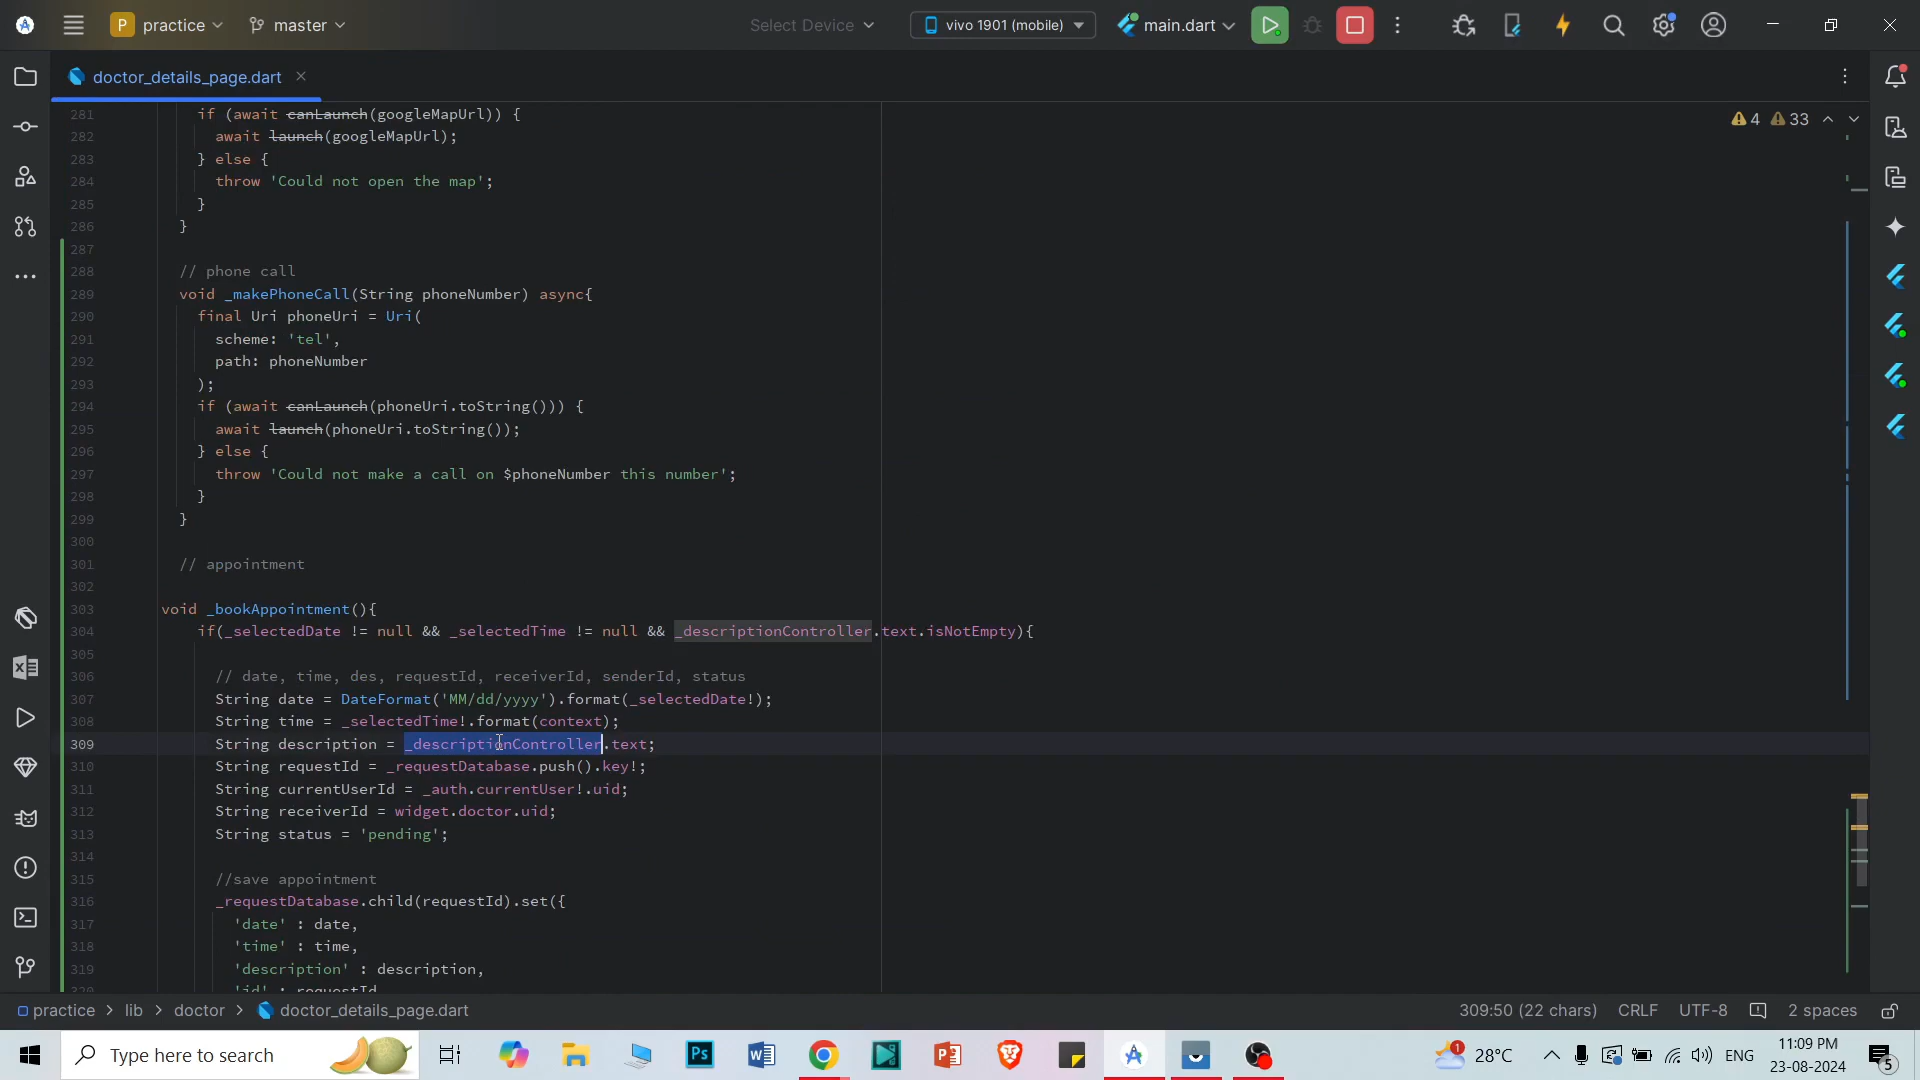 P practice master Select Device vivo 1901 (mobile) main.dart
doctor_details_page.dart
4 33
281 if (await canLaunch(googleMapUrl)) {
282 await launch(googleMapUrl);
283 } else {
284 throw 'Could not open the map';
285 }
286 }
287
288 // phone call
289 void _makePhoneCall(String phoneNumber) async{
290 final Uri phoneUri = Uri(
291 scheme: 'tel',
292 path: phoneNumber
293 );
294 if (await canLaunch(phoneUri.toString())) {
295 await launch(phoneUri.toString());
296 } else {
297 throw 'Could not make a call on $phoneNumber this number';
298 }
299 }
300
301 // appointment
302
303 void _bookAppointment(){
304 if(_selectedDate != null && _selectedTime != null && _descriptionController.text.isNotEmpty){
305
306 // date, time, des, requestId, receiverId, senderId, status
307 String date = DateFormat('MM/dd/yyyy').format(_selectedDate!);
308 String time = _selectedTime!.format(context);
309 String description = _descriptionController.text;
310 String requestId = _requestDatabase.push().key!;
311 String currentUserId = _auth.currentUser!.uid;
312 String receiverId = widget.doctor.uid;
313 String status = 'pending';
314
315 //save appointment
316 _requestDatabase.child(requestId).set({
317 'date' : date,
318 'time' : time,
319 'description' : description,
320 'id' : requestId
practice > lib > doctor > doctor_details_page.dart 309:50 (22 chars) CRLF UTF-8 2 spaces
Type here to search 1 28°C ENG 11:09 PM
23-08-2024 5